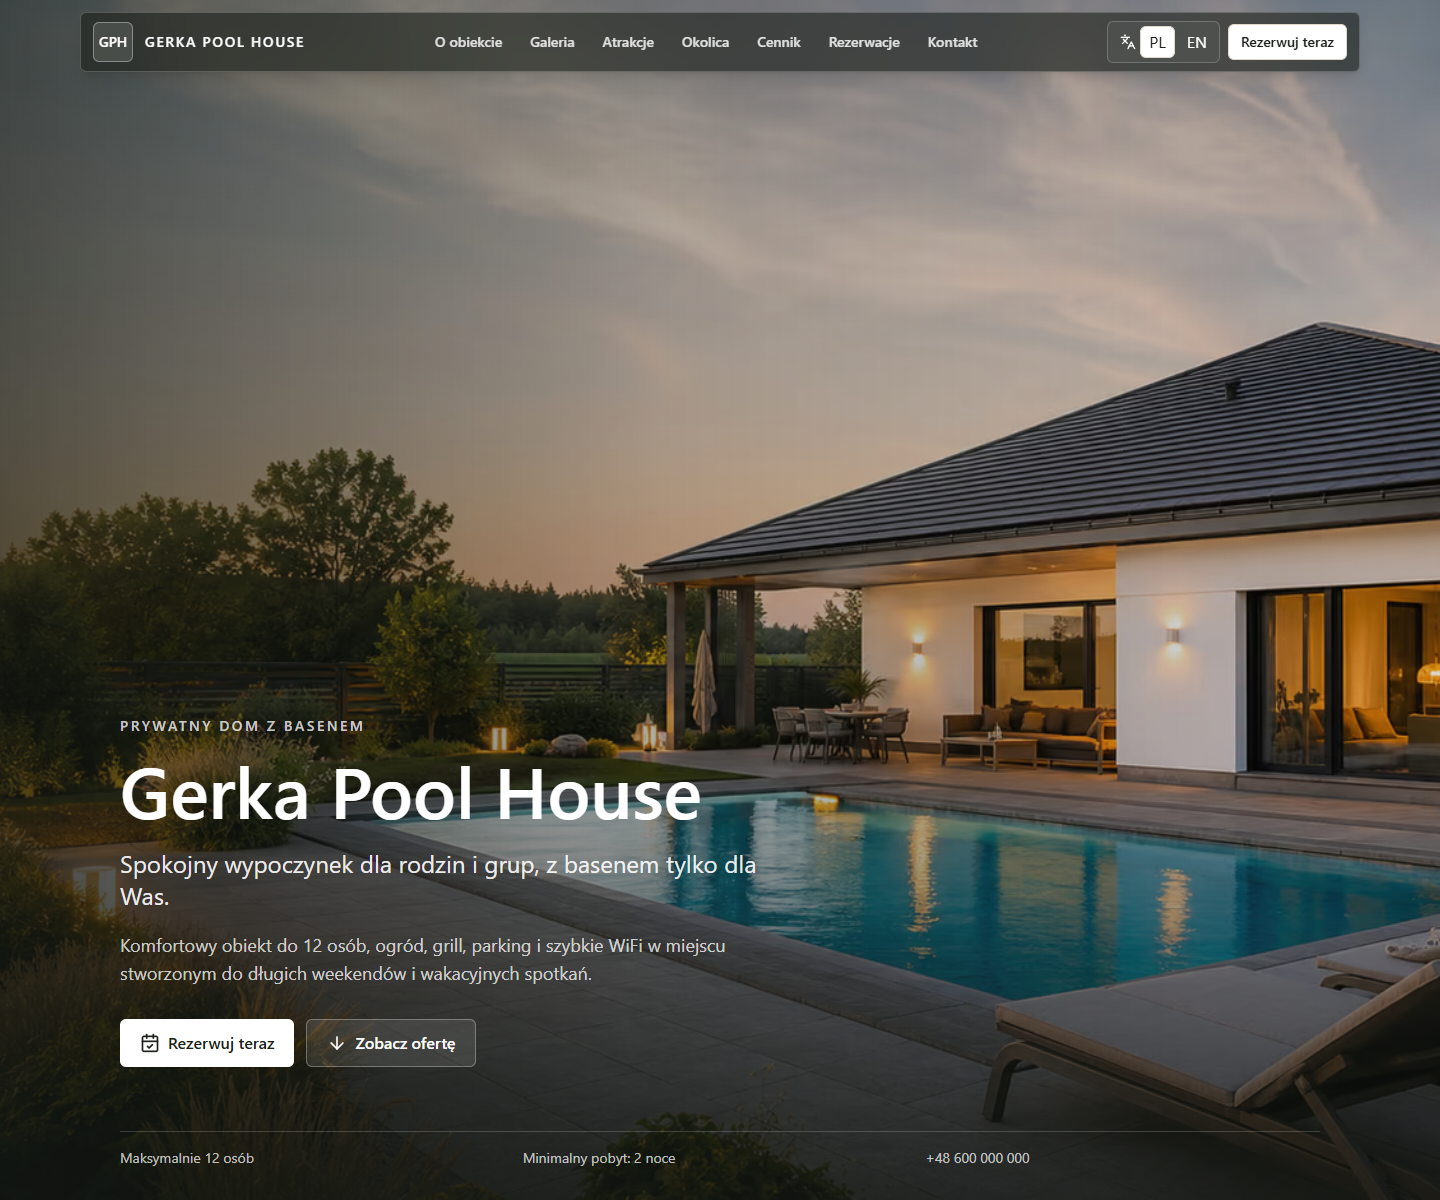 GPH GERKA POOL HOUSE O obiekcie Galeria Atrakcje Okolica Cennik Rezerwacje Kontakt PL EN Rezerwuj teraz
PRYWATNY DOM Z BASENEM
Gerka Pool House
Spokojny wypoczynek dla rodzin i grup, z basenem tylko dla
Was.
Komfortowy obiekt do 12 osób, ogród, grill, parking i szybkie WiFi w miejscu
stworzonym do długich weekendów i wakacyjnych spotkań.
Rezerwuj teraz Zobacz ofertę
Maksymalnie 12 osób Minimalny pobyt: 2 noce +48 600 000 000